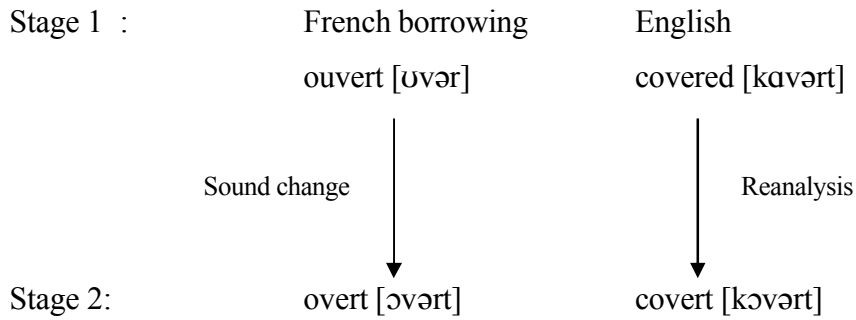 Stage 1 : French borrowing English
ouvert [ʊvər] covered [kɑvərt]
Sound change Reanalysis
Stage 2: overt [ɔvərt] covert [kɔvərt]